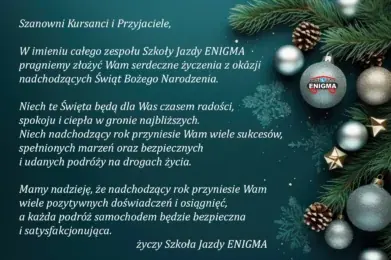 Szanowni Kursanci i Przyjaciele,
W imieniu całego zespołu Szkoły Jazdy ENIGMA
pragniemy złożyć Wam serdeczne życzenia z okazji
nadchodzących Świąt Bożego Narodzenia.
Niech te Święta będą dla Was czasem radości,
spokoju i ciepła w gronie najbliższych.
Niech nadchodzący rok przyniesie Wam wiele sukcesów,
spełnionych marzeń oraz bezpiecznych
i udanych podróży na drogach życia.
Mamy nadzieję, że nadchodzący rok przyniesie Wam
wiele pozytywnych doświadczeń i osiągnięć,
a każda podróż samochodem będzie bezpieczna
i satysfakcjonująca.
życzy Szkoła Jazdy ENIGMA
ENIGMA